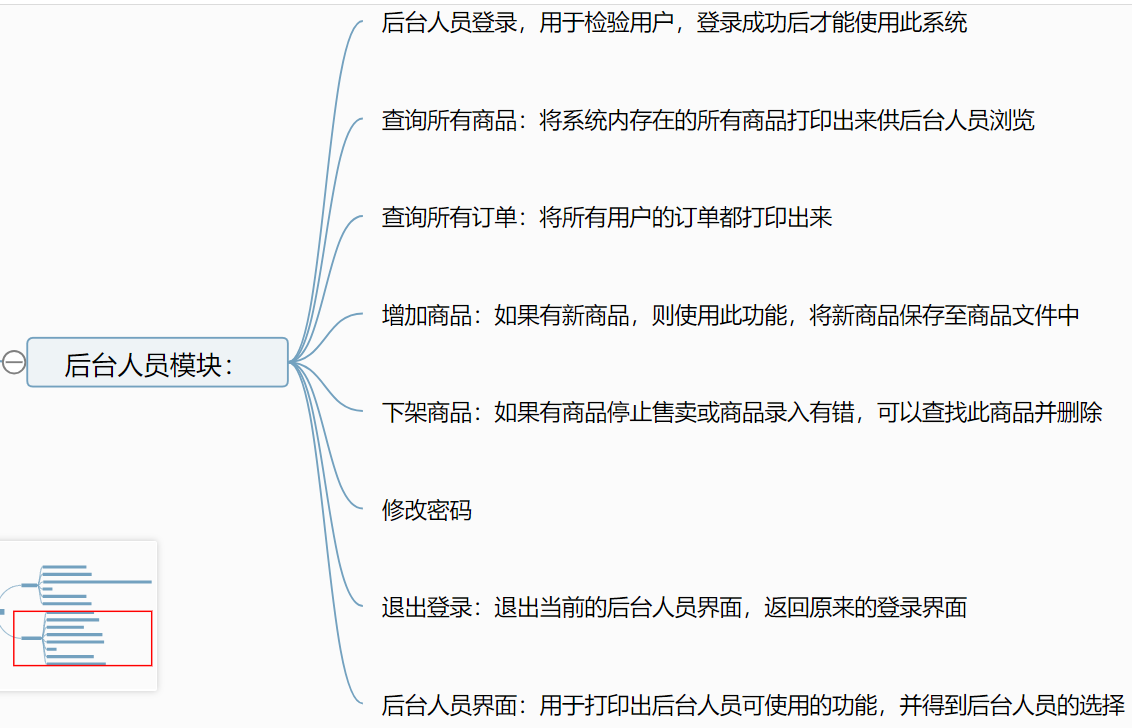 后台人员登录，用于检验用户，登录成功后才能使用此系统
查询所有商品：将系统内存在的所有商品打印出来供后台人员浏览
查询所有订单：将所有用户的订单都打印出来
增加商品：如果有新商品，则使用此功能，将新商品保存至商品文件中
后台人员模块：
下架商品：如果有商品停止售卖或商品录入有错，可以查找此商品并删除
修改密码
退出登录：退出当前的后台人员界面，返回原来的登录界面
后台人员界面：用于打印出后台人员可使用的功能，并得到后台人员的选择